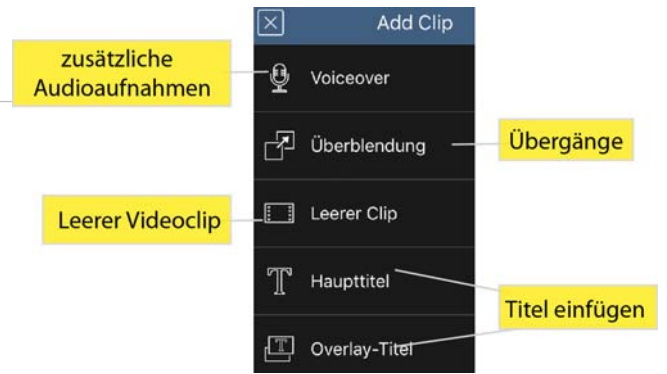 Add Clip
zusätzliche
Audioaufnahmen
Voiceover
Überblendung
Übergänge
Leerer Videoclip
Leerer Clip
Haupttitel
Titel einfügen
T
Overlay-Titel